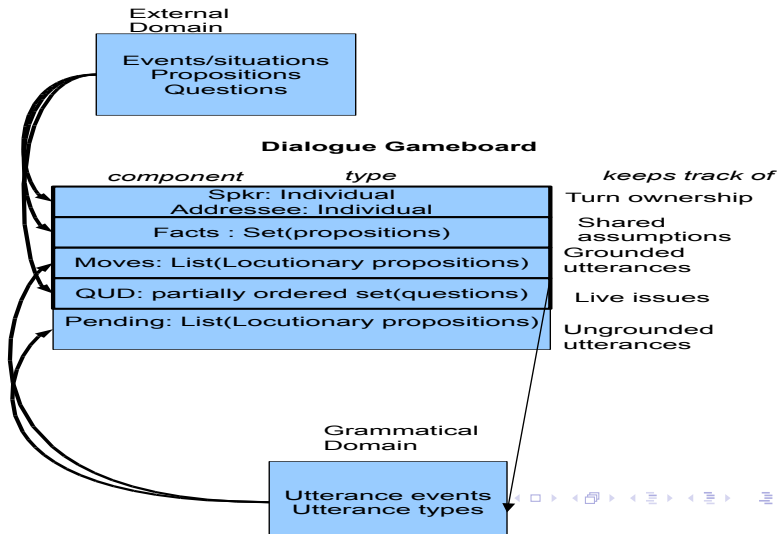 External
Domain
Events/situations
Propositions
Questions
Dialogue Gameboard
component type keeps track of
Spkr: Individual
Addressee: Individual
Turn ownership
Facts : Set(propositions)
Shared
assumptions
Moves: List(Locutionary propositions)
Grounded
utterances
QUD: partially ordered set(questions)
Live issues
Pending: List(Locutionary propositions)
Ungrounded
utterances
Grammatical
Domain
Utterance events
Utterance types